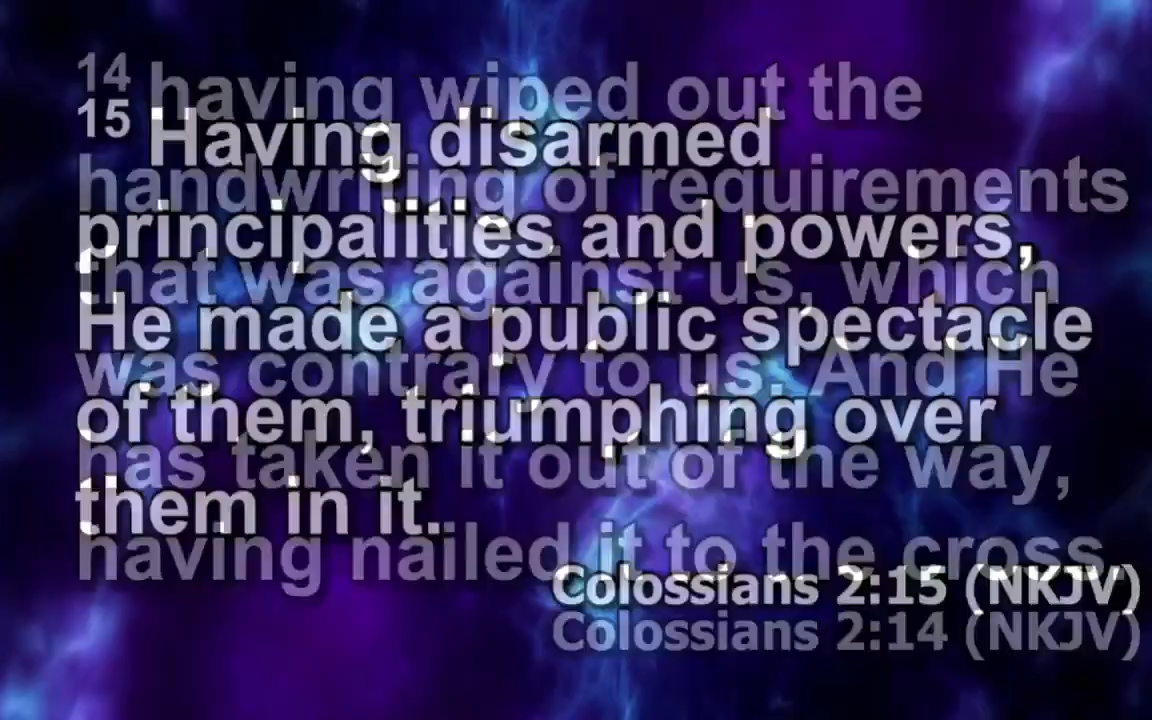 14 having wiped out the
handwriting of requirements
that was against us, which
was contrary to us. And He
has taken it out of the way,
having nailed it to the cross.
Colossians 2:14 (NKJV)
15 Having disarmed
principalities and powers,
He made a public spectacle
of them, triumphing over
them in it.
Colossians 2:15 (NKJV)